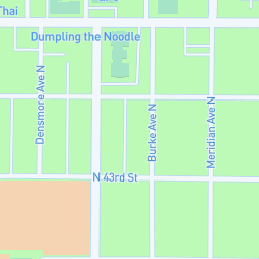 Thai
Dumpling the Noodle
Densmore Ave N
Burke Ave N
Meridian Ave N
N 43rd St